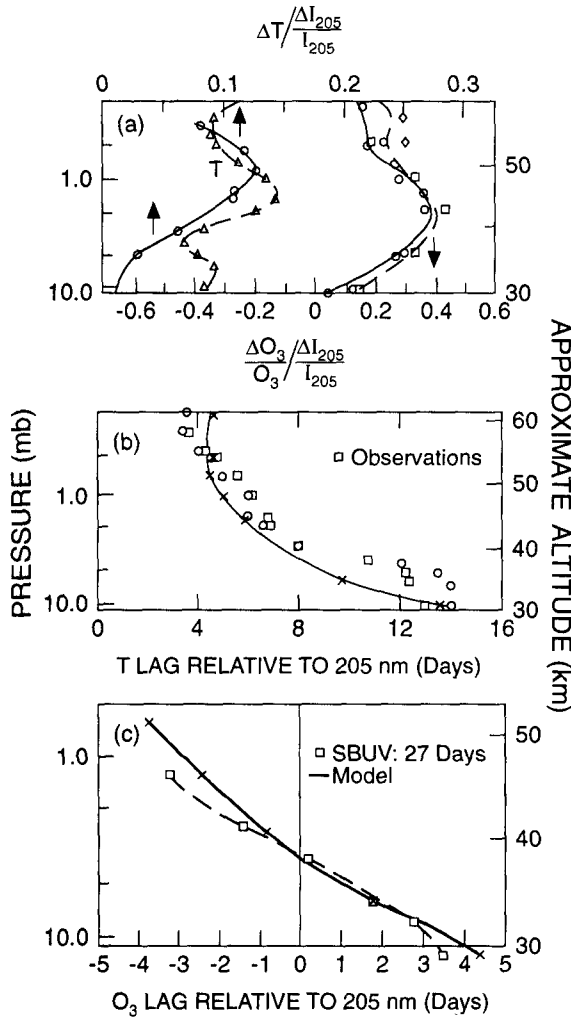 ΔT/ΔI205/I205
0 0.1 0.2 0.3
(a)
T
1.0
10.0
50
40
30
-0.6 -0.4 -0.2 0 0.2 0.4 0.6
ΔO3/O3/ΔI205/I205
PRESSURE (mb)
APPROXIMATE ALTITUDE (km)
(b)
Observations
1.0
10.0
60
50
40
30
0 4 8 12 16
T LAG RELATIVE TO 205 nm (Days)
(c)
SBUV: 27 Days
Model
1.0
10.0
50
40
30
-5 -4 -3 -2 -1 0 1 2 3 4 5
O3 LAG RELATIVE TO 205 nm (Days)